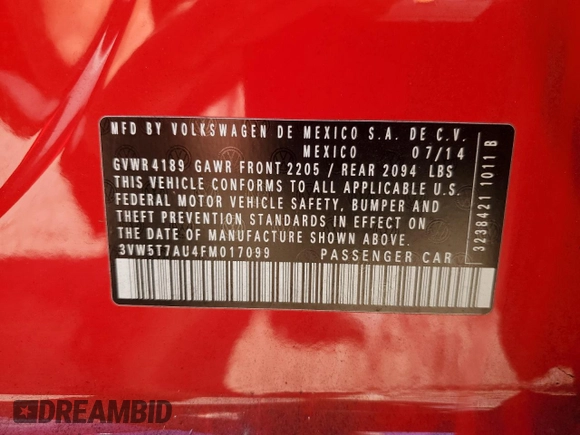 MFD BY VOLKSWAGEN DE MEXICO S.A. DE C.V.
MEXICO 07/14
GVWR 4189 GAWR FRONT 2205 / REAR 2094 LBS
THIS VEHICLE CONFORMS TO ALL APPLICABLE U.S.
FEDERAL MOTOR VEHICLE SAFETY, BUMPER AND
THEFT PREVENTION STANDARDS IN EFFECT ON
THE DATE OF MANUFACTURE SHOWN ABOVE.
3VW5T7AU4FM017099 PASSENGER CAR
3238421 1011 B
DREAMBID